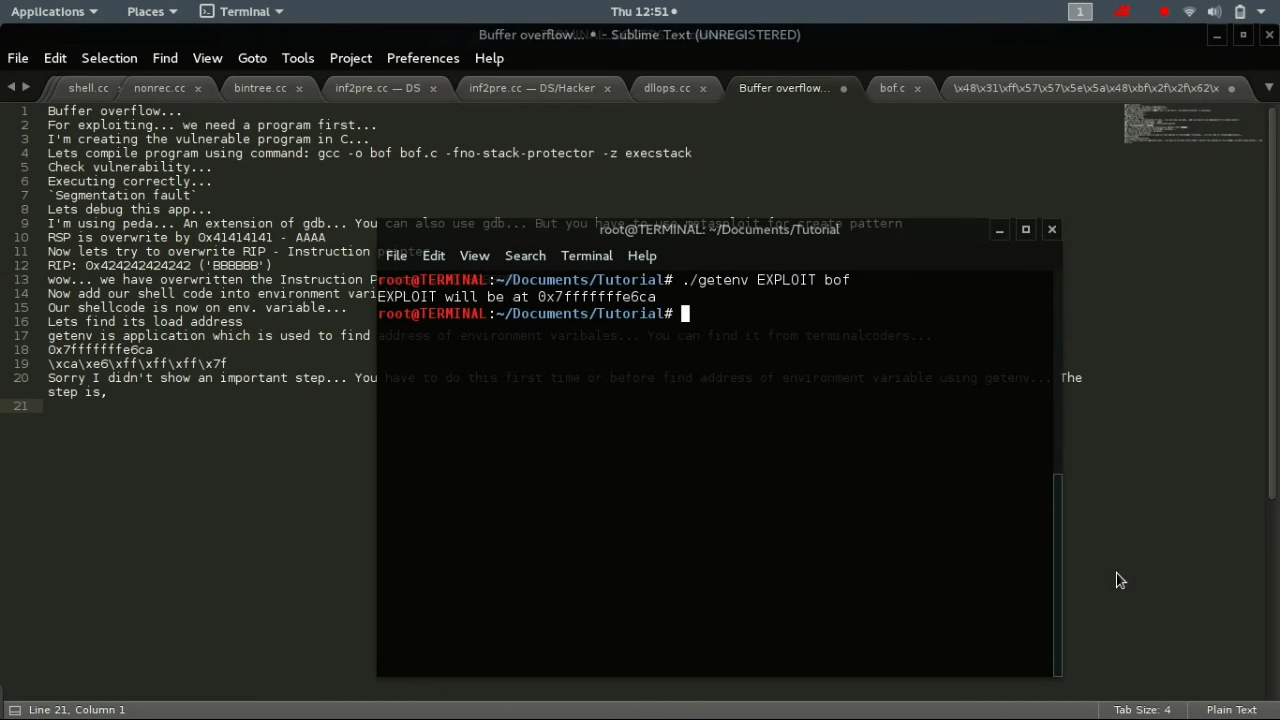 Applications Places Terminal Thu 12:51 1
Buffer overflow... • - Sublime Text (UNREGISTERED)
File Edit Selection Find View Goto Tools Project Preferences Help
shell.cc nonrec.cc bintree.cc inf2pre.cc — DS inf2pre.cc — DS/Hacker dllops.cc Buffer overflow... bof.c \x48\x31\xff\x57\x57\x5e\x5a\x48\xbf\x2f\x2f\x62\x
1 Buffer overflow...
2 For exploiting... we need a program first...
3 I'm creating the vulnerable program in C...
4 Lets compile program using command: gcc -o bof bof.c -fno-stack-protector -z execstack
5 Check vulnerability...
6 Executing correctly...
7 `Segmentation fault`
8 Lets debug this app...
9 I'm using peda... An extension of gdb... You can also use gdb... But you have to use metasploit for create pattern
10 RSP is overwrite by 0x41414141 - AAAA
11 Now lets try to overwrite RIP - Instruction pointer
12 RIP: 0x424242424242 ('BBBBBB')
13 wow... we have overwritten the Instruction P
14 Now add our shell code into environment vari
15 Our shellcode is now on env. variable...
16 Lets find its load address
17 getenv is application which is used to find address of environment varibales... You can find it from terminalcoders...
18 0x7fffffffe6ca
19 \xca\xe6\xff\xff\xff\x7f
20 Sorry I didn't show an important step... You have to do this first time or before find address of environment variable using getenv... The
step is,
21
root@TERMINAL: ~/Documents/Tutorial
File Edit View Search Terminal Help
root@TERMINAL:~/Documents/Tutorial# ./getenv EXPLOIT bof
EXPLOIT will be at 0x7fffffffe6ca
root@TERMINAL:~/Documents/Tutorial#
Line 21, Column 1 Tab Size: 4 Plain Text